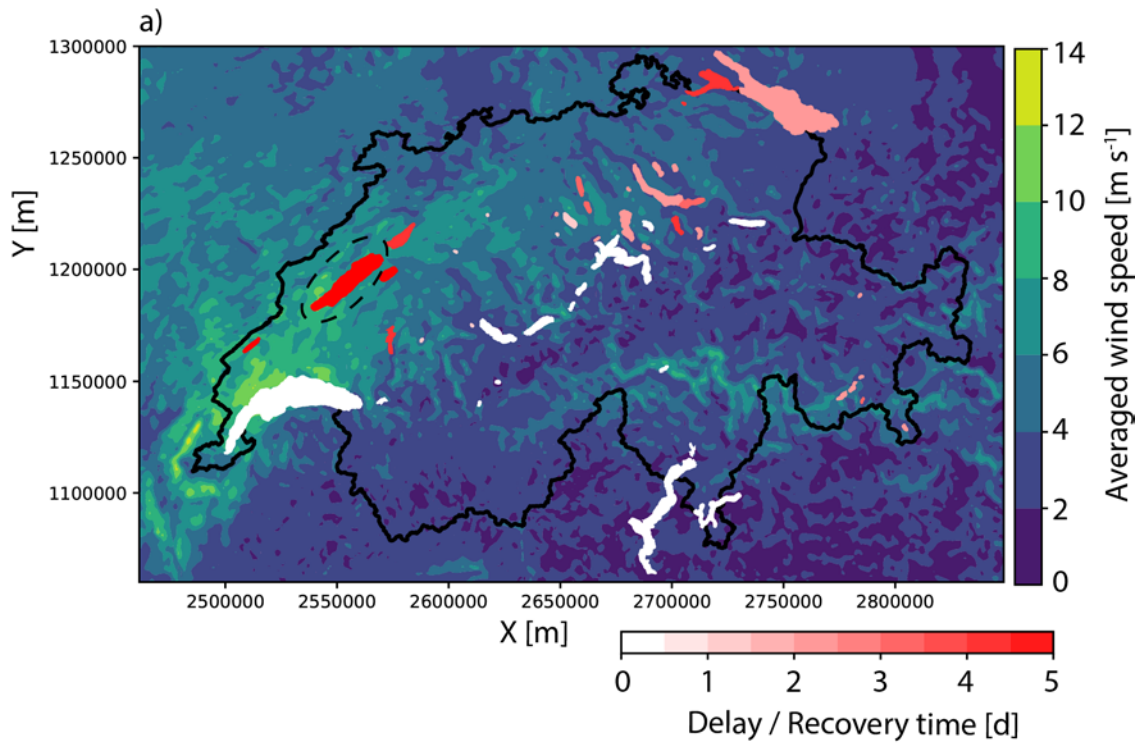 a)
1300000
1250000
1200000
1150000
1100000
Y [m]
2500000 2550000 2600000 2650000 2700000 2750000 2800000
X [m]
14
12
10
8
6
4
2
0
Averaged wind speed [m s⁻¹]
0 1 2 3 4 5
Delay / Recovery time [d]